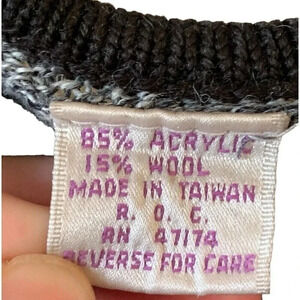 85% ACRYLIC
15% WOOL
MADE IN TAIWAN
R. O. C.
RN 47174
REVERSE FOR CARE